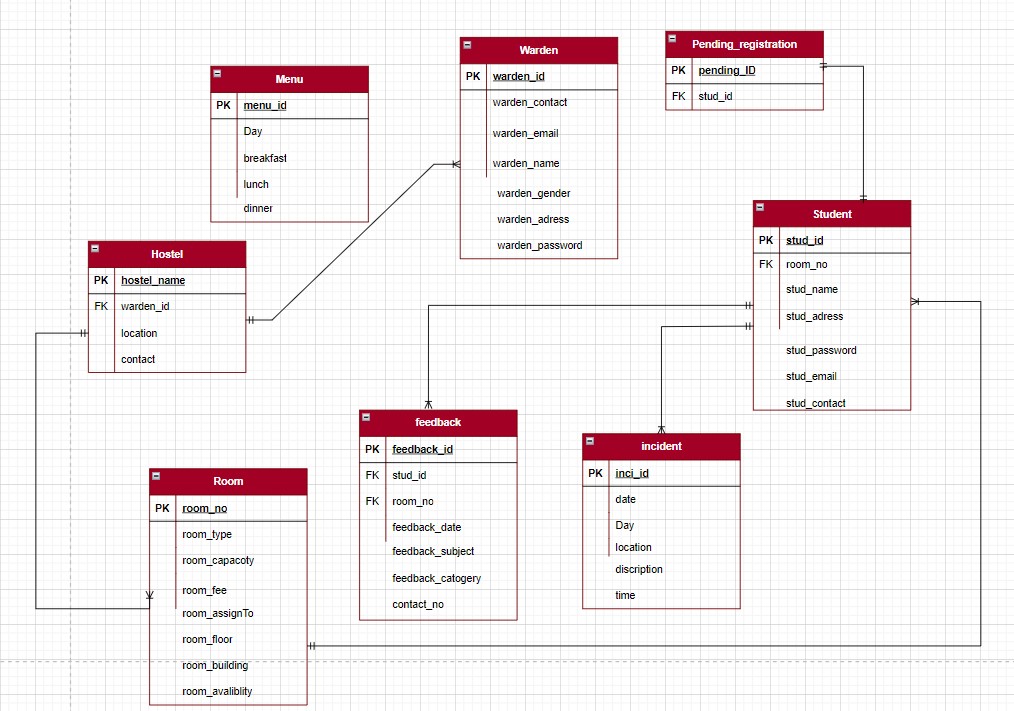 Menu
PK menu_id
Day
breakfast
lunch
dinner
Warden
PK warden_id
warden_contact
warden_email
warden_name
warden_gender
warden_adress
warden_password
Pending_registration
PK pending_ID
FK stud_id
Hostel
PK hostel_name
FK warden_id
location
contact
Student
PK stud_id
FK room_no
stud_name
stud_adress
stud_password
stud_email
stud_contact
feedback
PK feedback_id
FK stud_id
FK room_no
feedback_date
feedback_subject
feedback_catogery
contact_no
incident
PK inci_id
date
Day
location
discription
time
Room
PK room_no
room_type
room_capacoty
room_fee
room_assignTo
room_floor
room_building
room_avaliblity